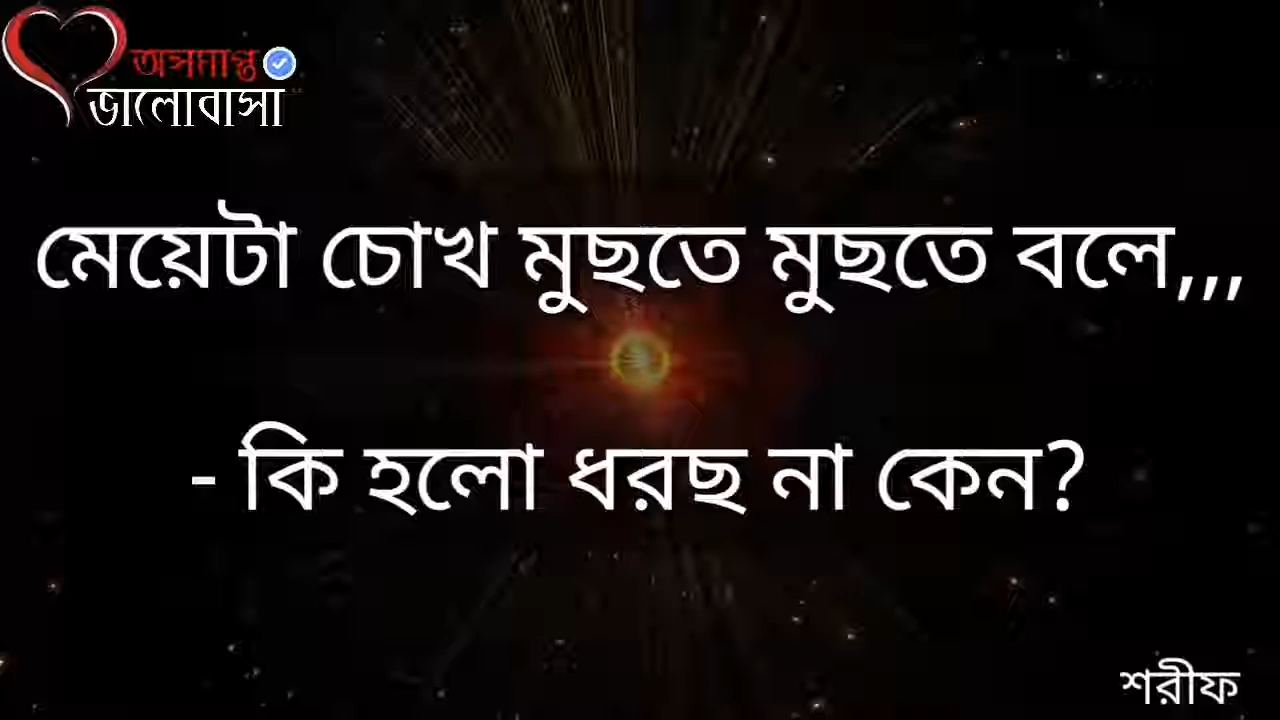 অসমাপ্ত
ভালোবাসা
মেয়েটা চোখ মুছতে মুছতে বলে,,,
- কি হলো ধরছ না কেন?
শরীফ